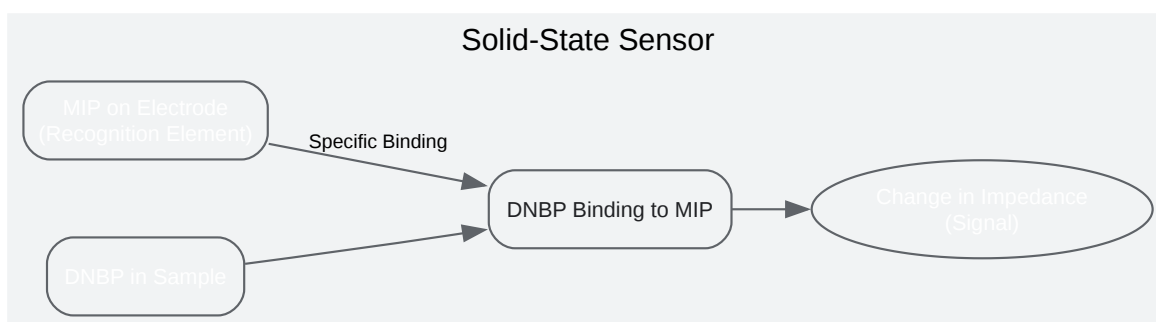 Solid-State Sensor
MIP on Electrode
(Recognition Element)
Specific Binding
DNBP Binding to MIP
Change in Impedance
(Signal)
DNBP in Sample